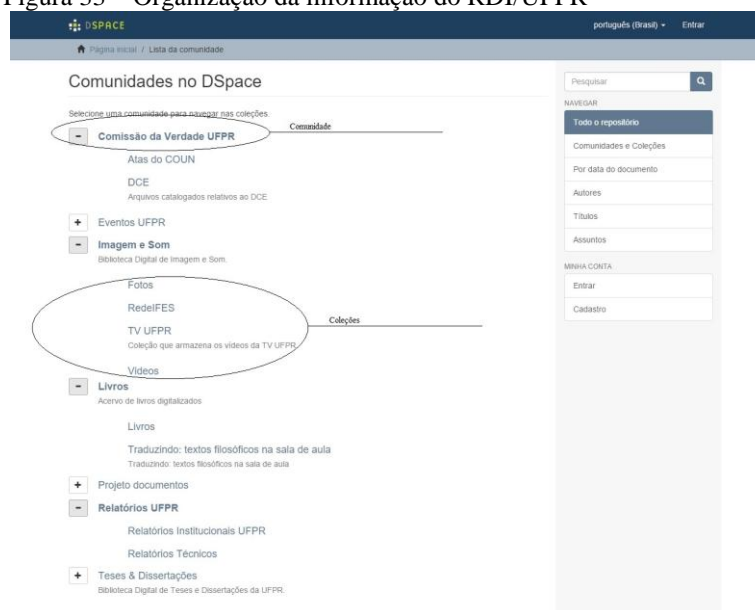 Figura 33 – Organização da informação do RDI/UFPR
DSPACE
português (Brasil)
Entrar
Página inicial / Lista da comunidade
Comunidades no DSpace
Selecione uma comunidade para navegar nas coleções.
Comunidade
- Comissão da Verdade UFPR
Atas do COUN
DCE
Arquivos catalogados relativos ao DCE
+ Eventos UFPR
- Imagem e Som
Biblioteca Digital de Imagem e Som.
Fotos
RedeIFES
Coleções
TV UFPR
Coleção que armazena os vídeos da TV UFPR
Vídeos
- Livros
Acervo de livros digitalizados
Livros
Traduzindo: textos filosóficos na sala de aula
Traduzindo: textos filosóficos na sala de aula
+ Projeto documentos
- Relatórios UFPR
Relatórios Institucionais UFPR
Relatórios Técnicos
+ Teses & Dissertações
Biblioteca Digital de Teses e Dissertações da UFPR.
Pesquisar
NAVEGAR
Todo o repositório
Comunidades e Coleções
Por data do documento
Autores
Títulos
Assuntos
MINHA CONTA
Entrar
Cadastro